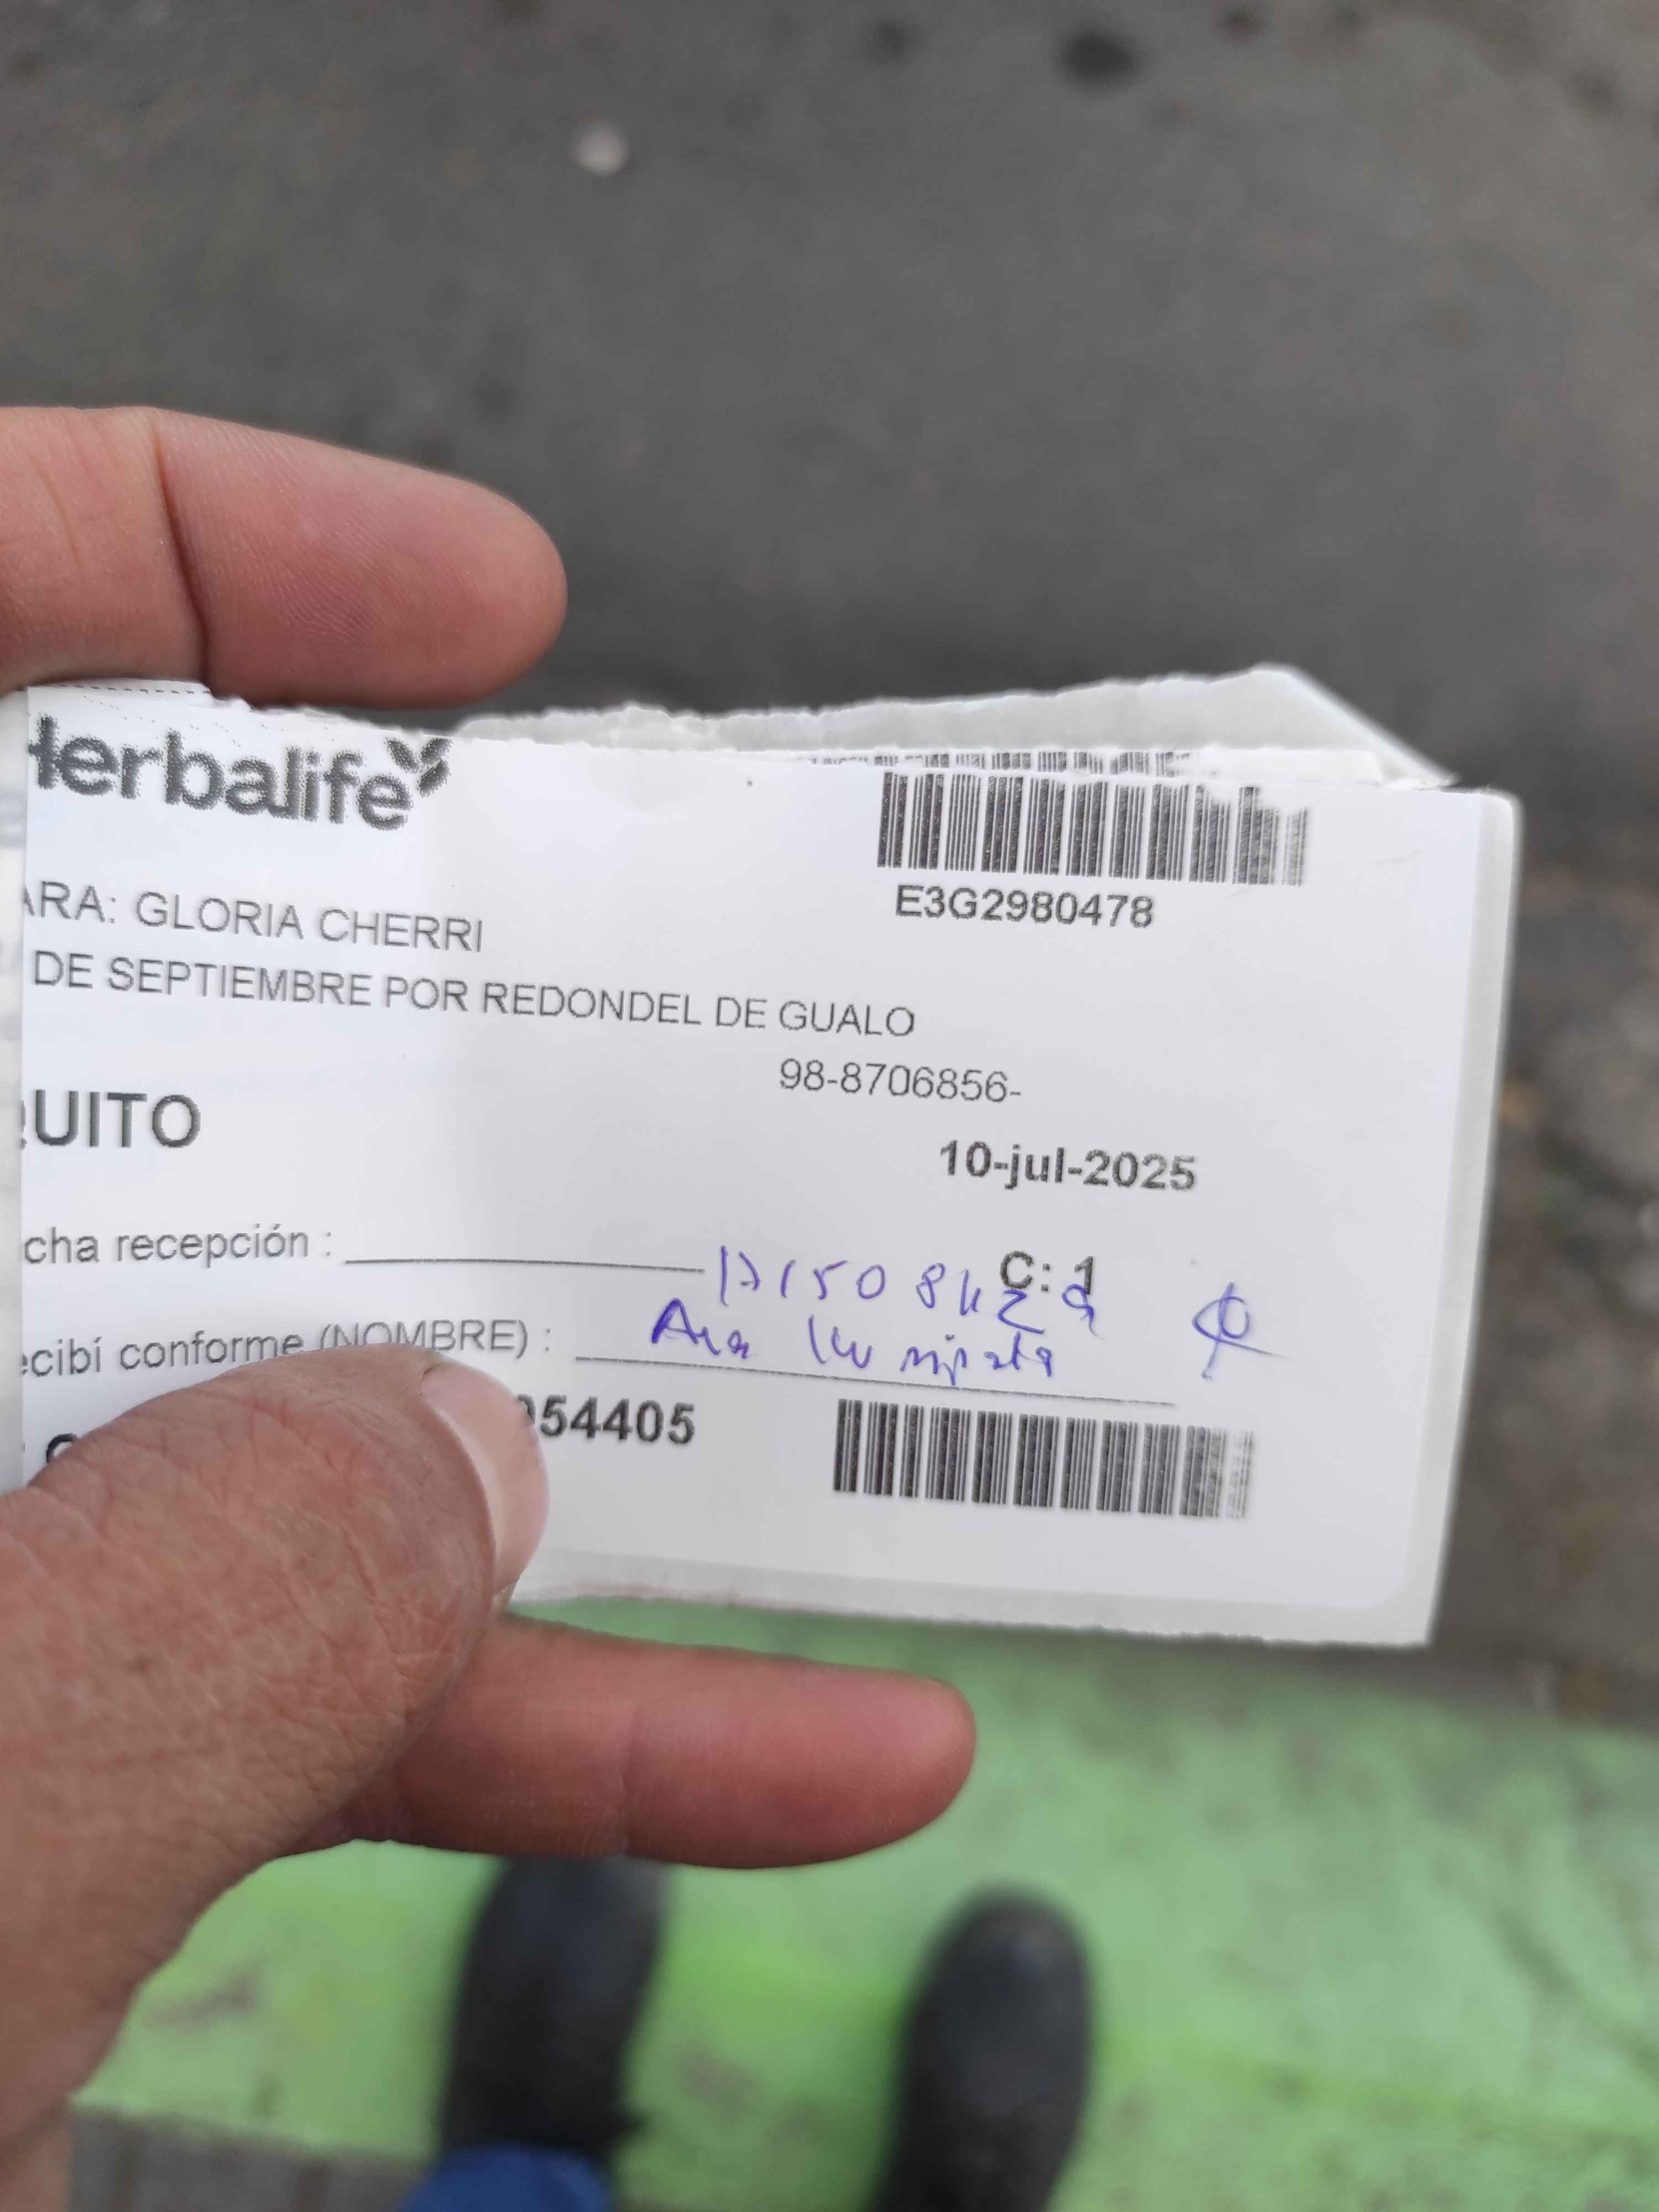 Herbalife
ARA: GLORIA CHERRI
E3G2980478
DE SEPTIEMBRE POR REDONDEL DE GUALO
98-8706856-
QUITO
10-jul-2025
cha recepción :
C: 1
ecibí conforme (NOMBRE) :
54405